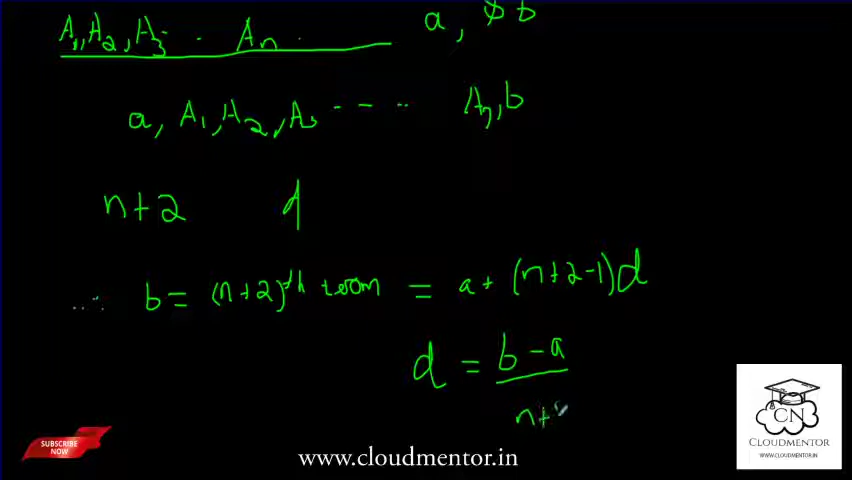 A₁, A₂, A₃ - . An . a, & b
a, A₁, A₂, A₃ - - - .. An, b
n+2 d
∴ b = (n+2)th term = a + (n+2-1)d
d = b - a
n+
SUBSCRIBE NOW
www.cloudmentor.in
CN
CLOUDMENTOR
WWW.CLOUDMENTOR.IN